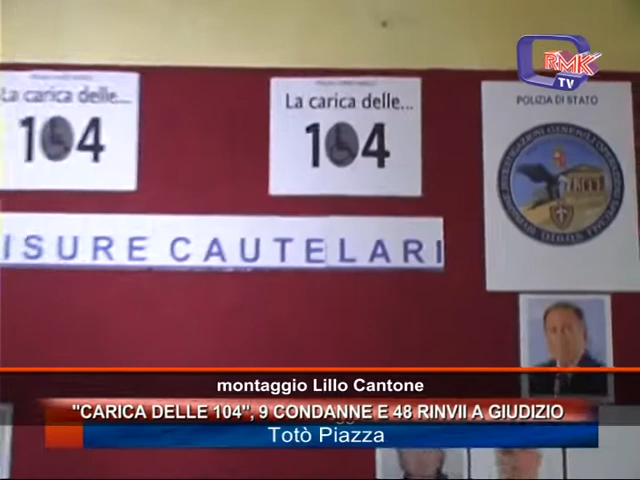 RMK
TV
La carica delle...
104
La carica delle...
104
POLIZIA DI STATO
ISURE CAUTELARI
montaggio Lillo Cantone
"CARICA DELLE 104", 9 CONDANNE E 48 RINVII A GIUDIZIO
Totò Piazza